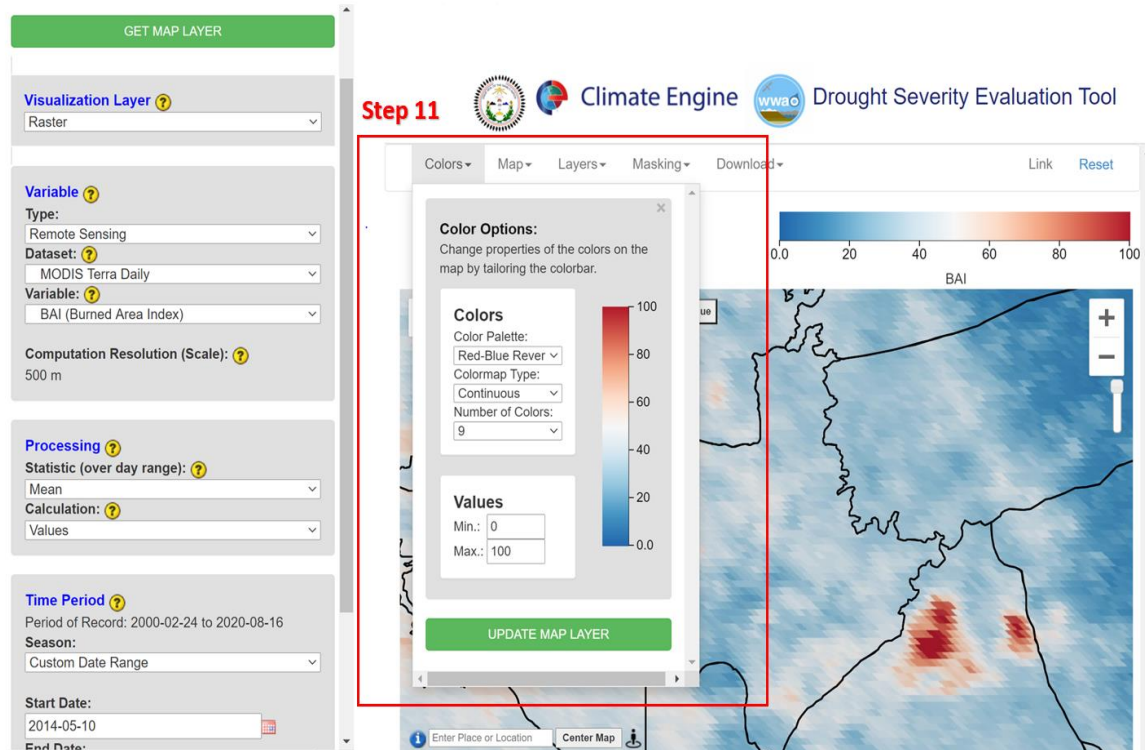 GET MAP LAYER
Visualization Layer ?
Raster
Variable ?
Type:
Remote Sensing
Dataset: ?
MODIS Terra Daily
Variable: ?
BAI (Burned Area Index)
Computation Resolution (Scale): ?
500 m
Processing ?
Statistic (over day range): ?
Mean
Calculation: ?
Values
Time Period ?
Period of Record: 2000-02-24 to 2020-08-16
Season:
Custom Date Range
Start Date:
2014-05-10
End Date:
Step 11
Climate Engine
wwao
Drought Severity Evaluation Tool
Colors Map Layers Masking Download Link Reset
Color Options:
Change properties of the colors on the
map by tailoring the colorbar.
Colors
Color Palette:
Red-Blue Rever
Colormap Type:
Continuous
Number of Colors:
9
100
80
60
40
20
0.0
Values
Min.: 0
Max.: 100
UPDATE MAP LAYER
0.0 20 40 60 80 100
BAI
ue
+
−
i Enter Place or Location Center Map